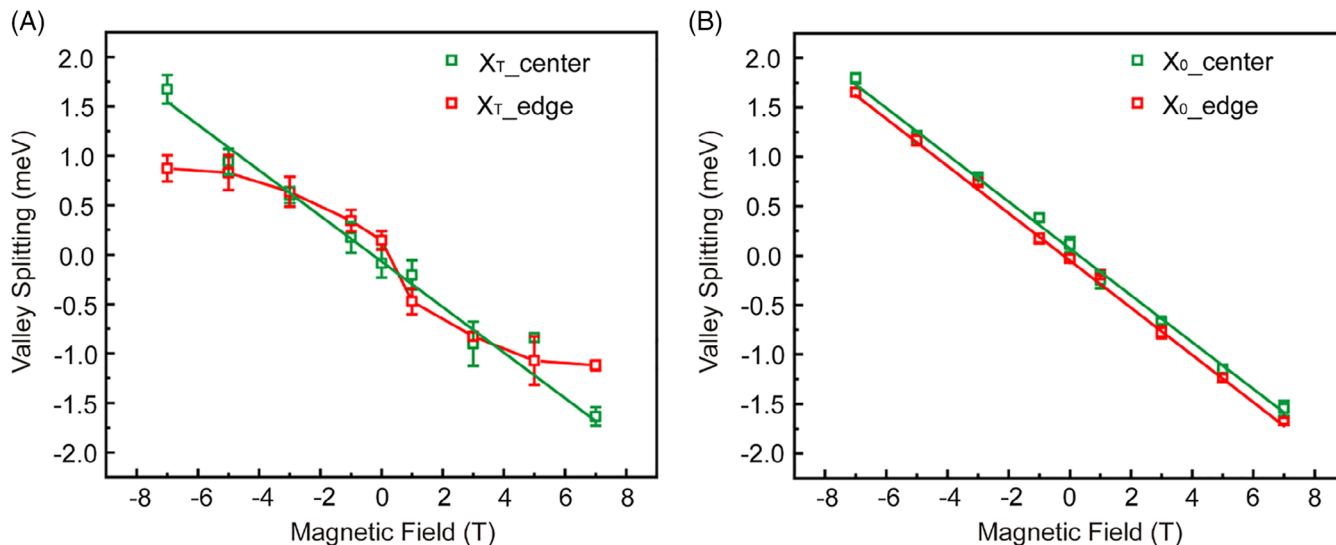 (A)
XT_center
XT_edge
Valley Splitting (meV)
2.0
1.5
1.0
0.5
0.0
-0.5
-1.0
-1.5
-2.0
-8 -6 -4 -2 0 2 4 6 8
Magnetic Field (T)
(B)
X0_center
X0_edge
Valley Splitting (meV)
2.0
1.5
1.0
0.5
0.0
-0.5
-1.0
-1.5
-2.0
-8 -6 -4 -2 0 2 4 6 8
Magnetic Field (T)